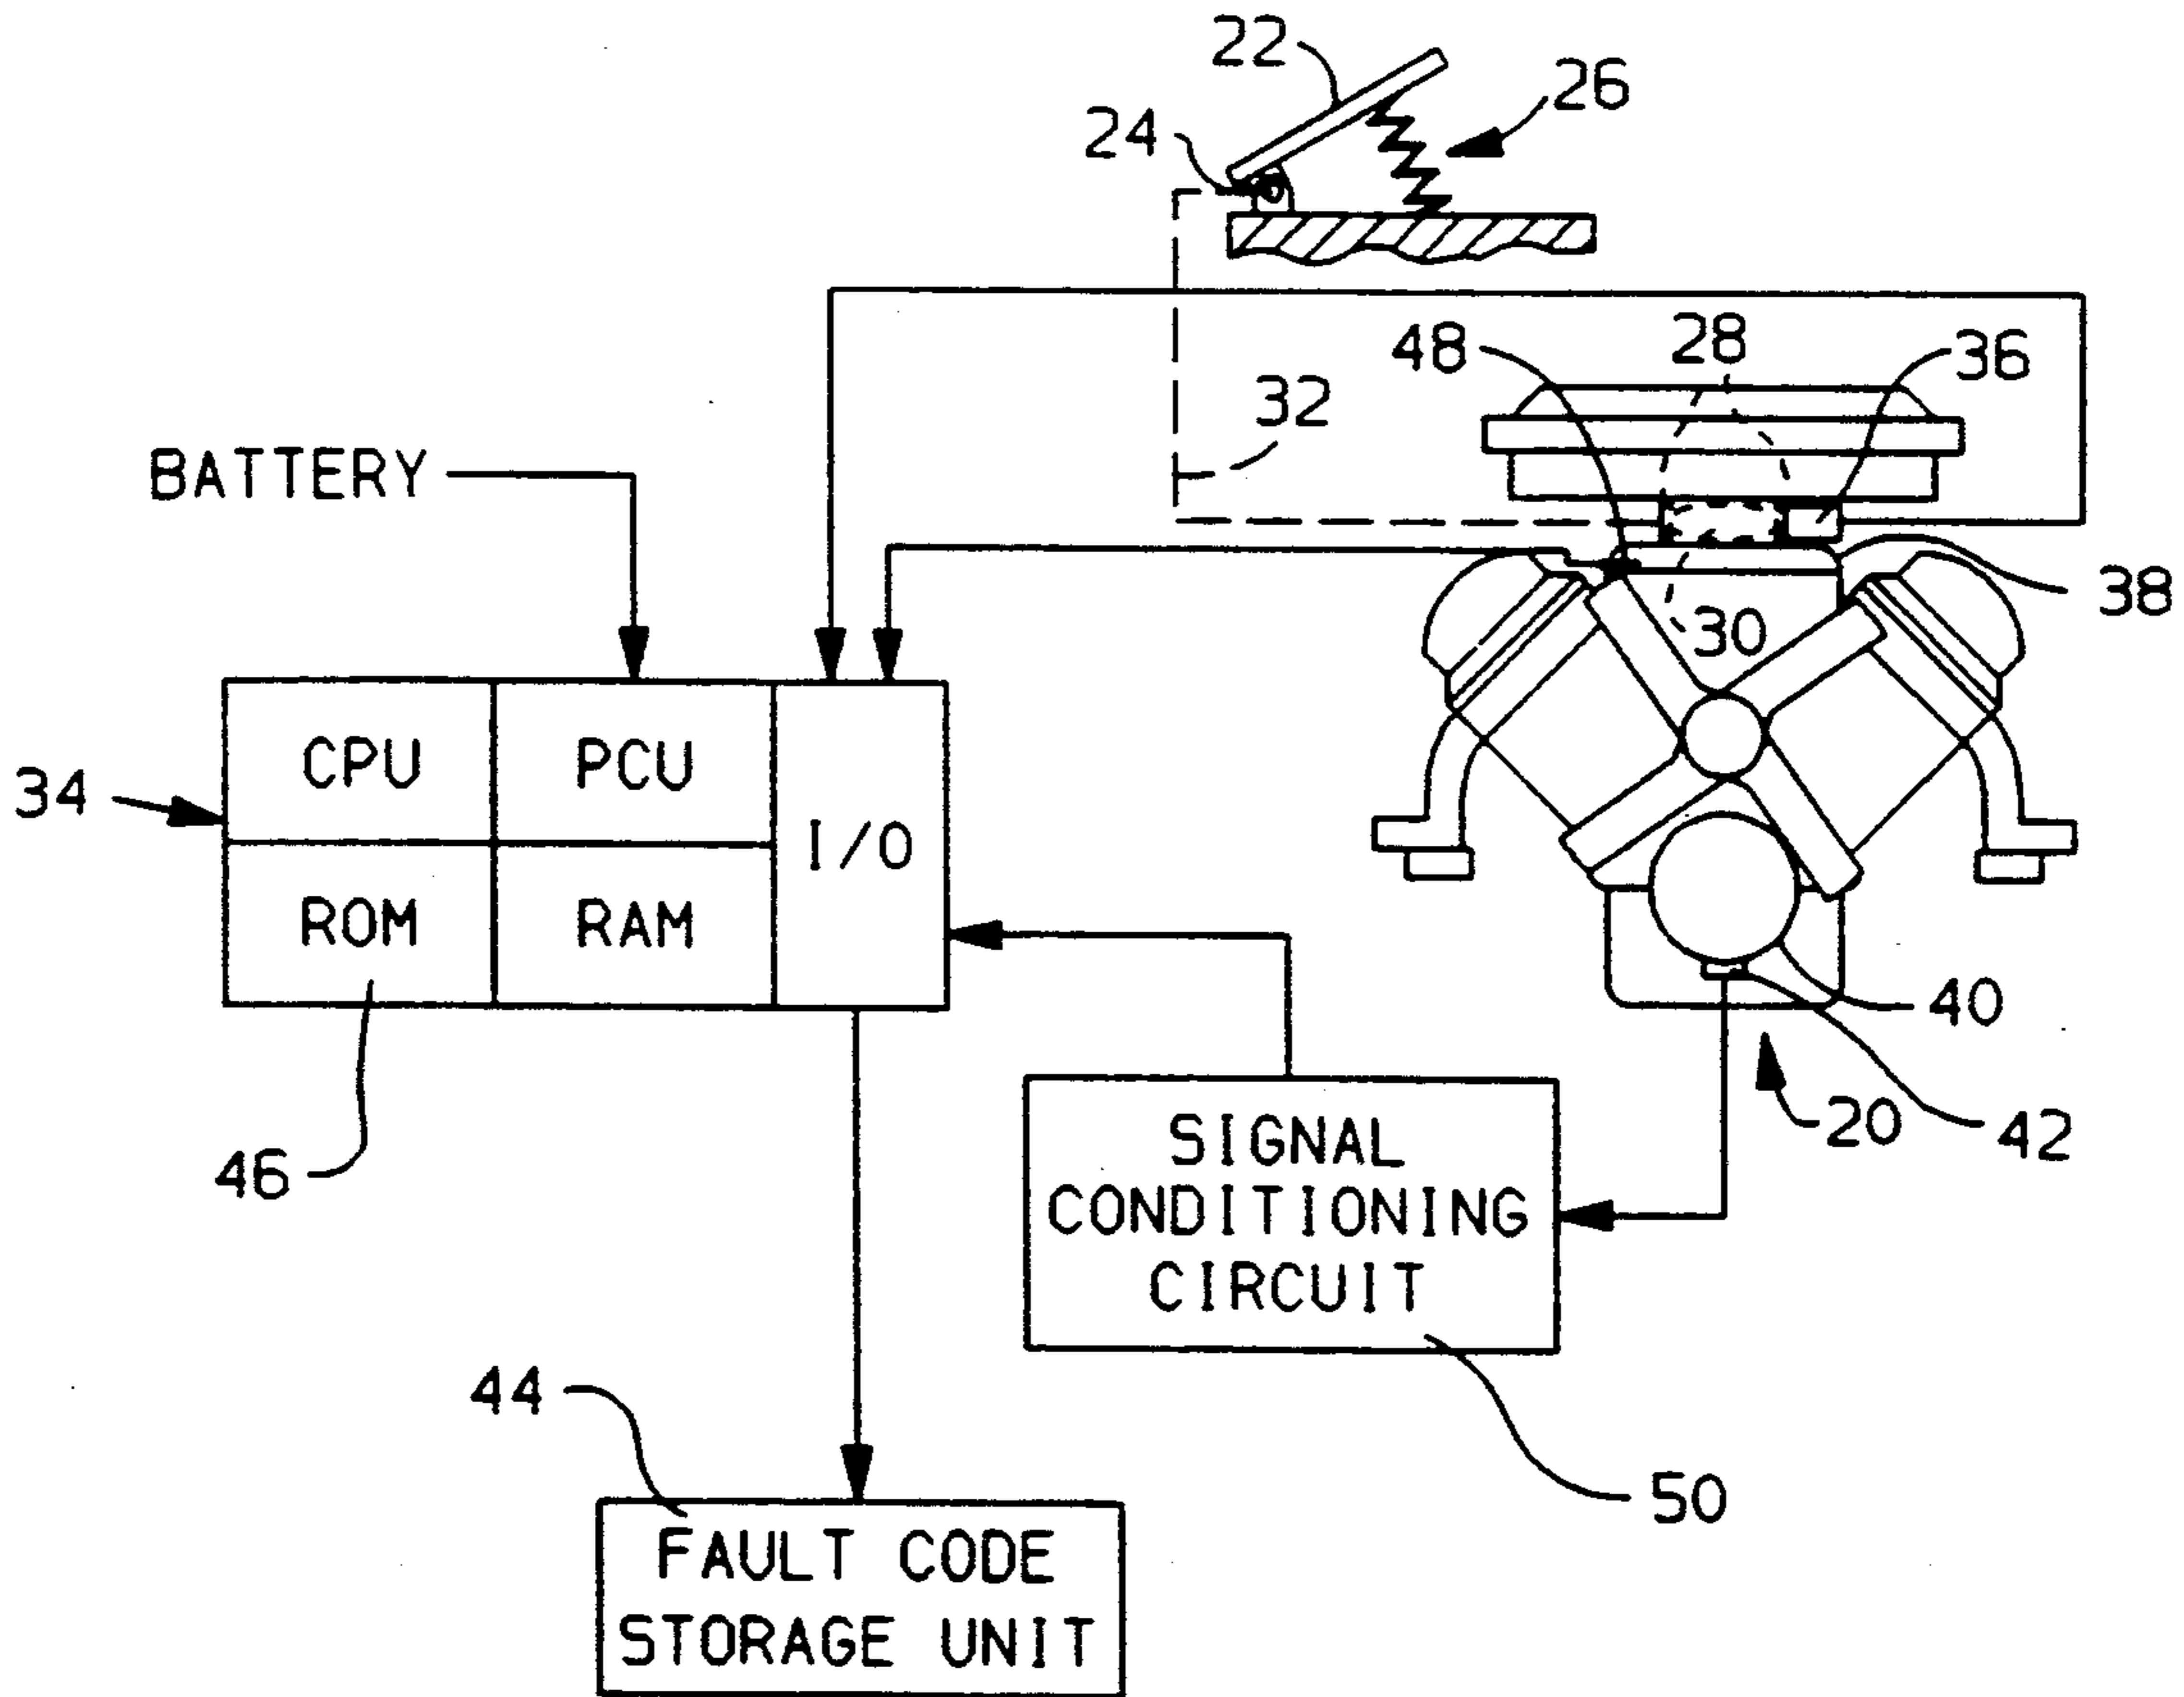 22
26
24
48
28
36
32
BATTERY
38
30
CPU
PCU
34
I/O
ROM
RAM
40
20
42
SIGNAL
CONDITIONING
CIRCUIT
46
44
50
FAULT CODE
STORAGE UNIT